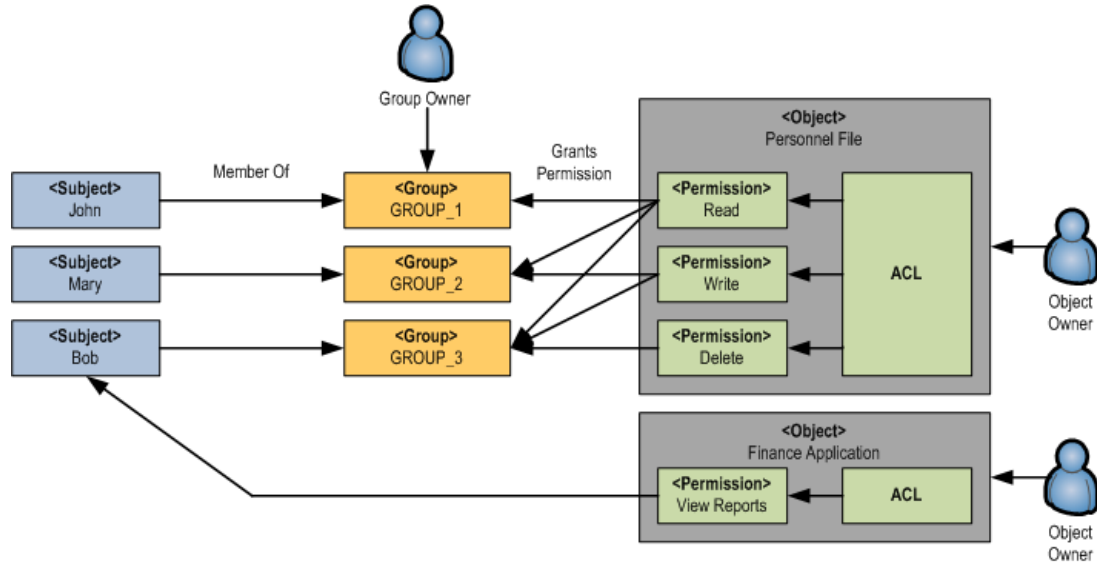 Group Owner
<Object>
Personnel File
Member Of
Grants
Permission
<Subject>
John
<Group>
GROUP_1
<Permission>
Read
<Subject>
Mary
<Group>
GROUP_2
<Permission>
Write
ACL
<Subject>
Bob
<Group>
GROUP_3
<Permission>
Delete
Object
Owner
<Object>
Finance Application
<Permission>
View Reports
ACL
Object
Owner